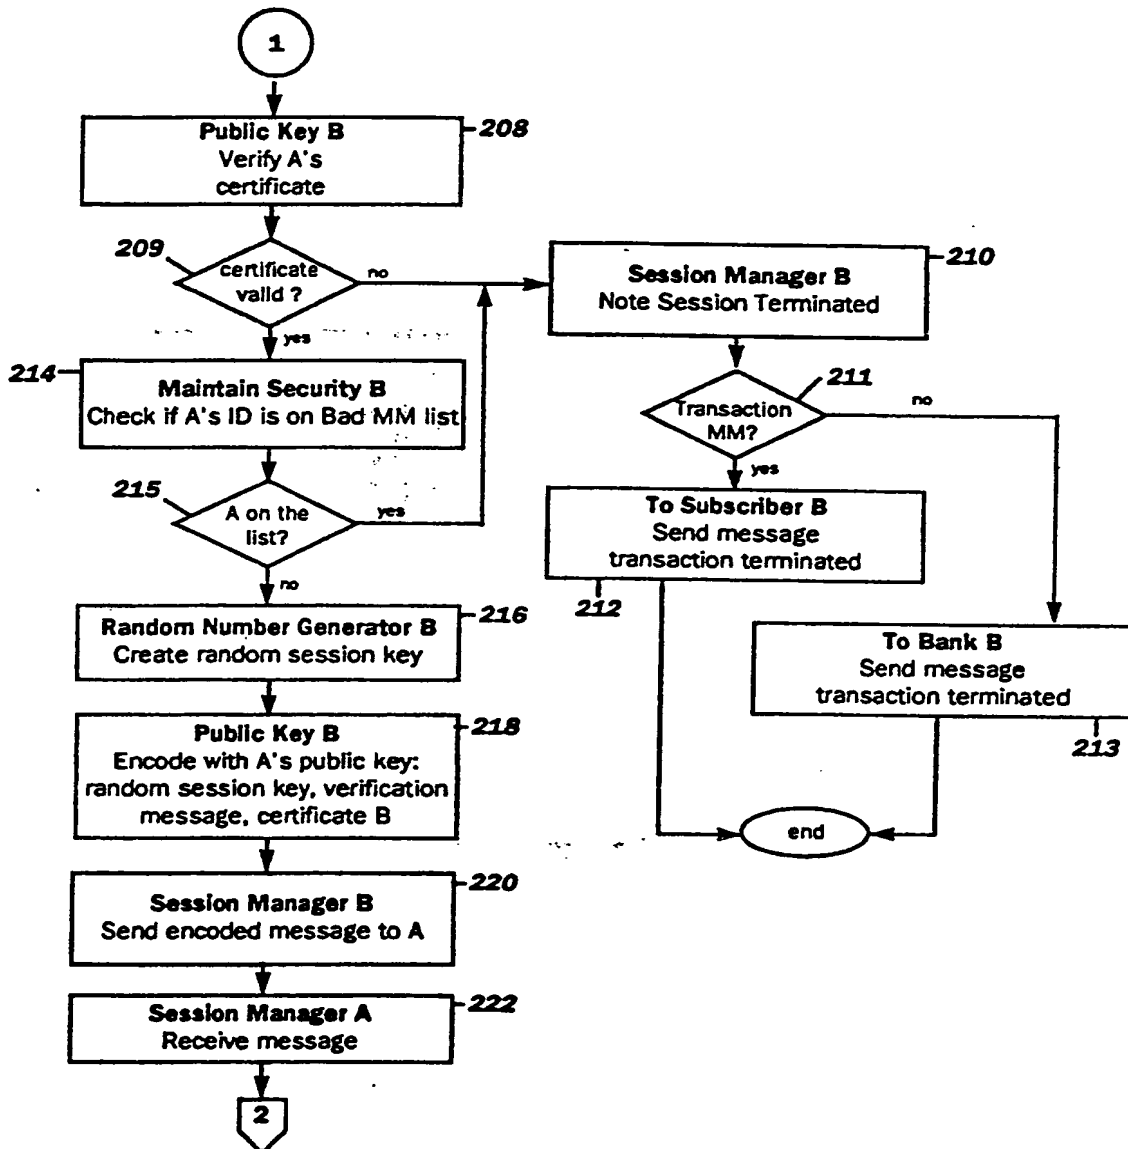 1
Public Key B
Verify A's
certificate
208
209
certificate
valid ?
no
yes
Session Manager B
Note Session Terminated
210
214
Maintain Security B
Check if A's ID is on Bad MM list
211
Transaction
MM?
no
yes
215
A on the
list?
yes
no
To Subscriber B
Send message
transaction terminated
212
Random Number Generator B
Create random session key
216
To Bank B
Send message
transaction terminated
213
Public Key B
Encode with A's public key:
random session key, verification
message, certificate B
218
end
Session Manager B
Send encoded message to A
220
Session Manager A
Receive message
222
2